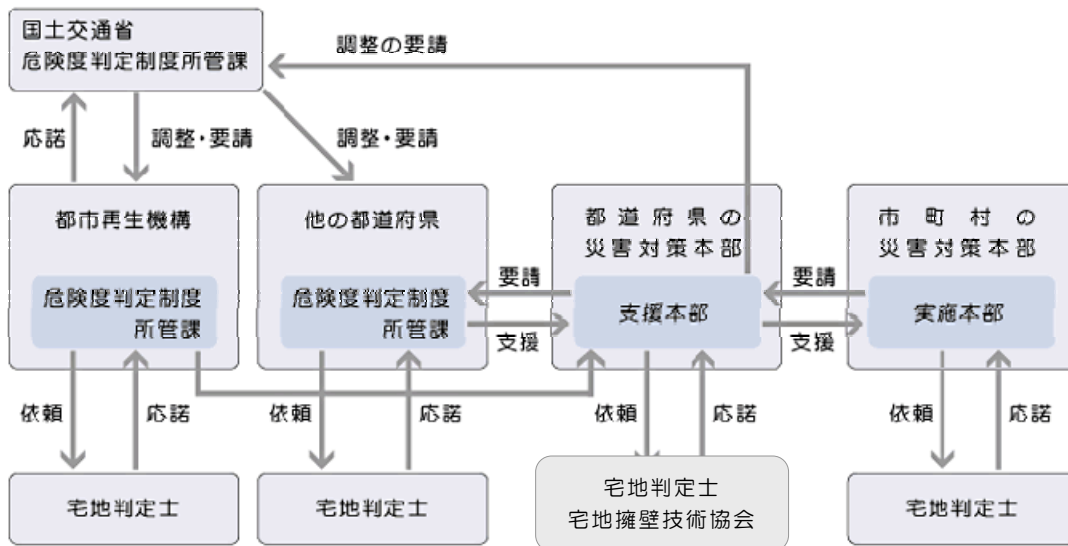 国土交通省
危険度判定制度所管課
調整の要請
応諾
調整・要請
調整・要請
都市再生機構
他の都道府県
都道府県の
災害対策本部
市町村の
災害対策本部
危険度判定制度
所管課
危険度判定制度
所管課
要請
支援
支援本部
要請
支援
実施本部
依頼
応諾
依頼
応諾
依頼
応諾
依頼
応諾
宅地判定士
宅地判定士
宅地判定士
宅地擁壁技術協会
宅地判定士